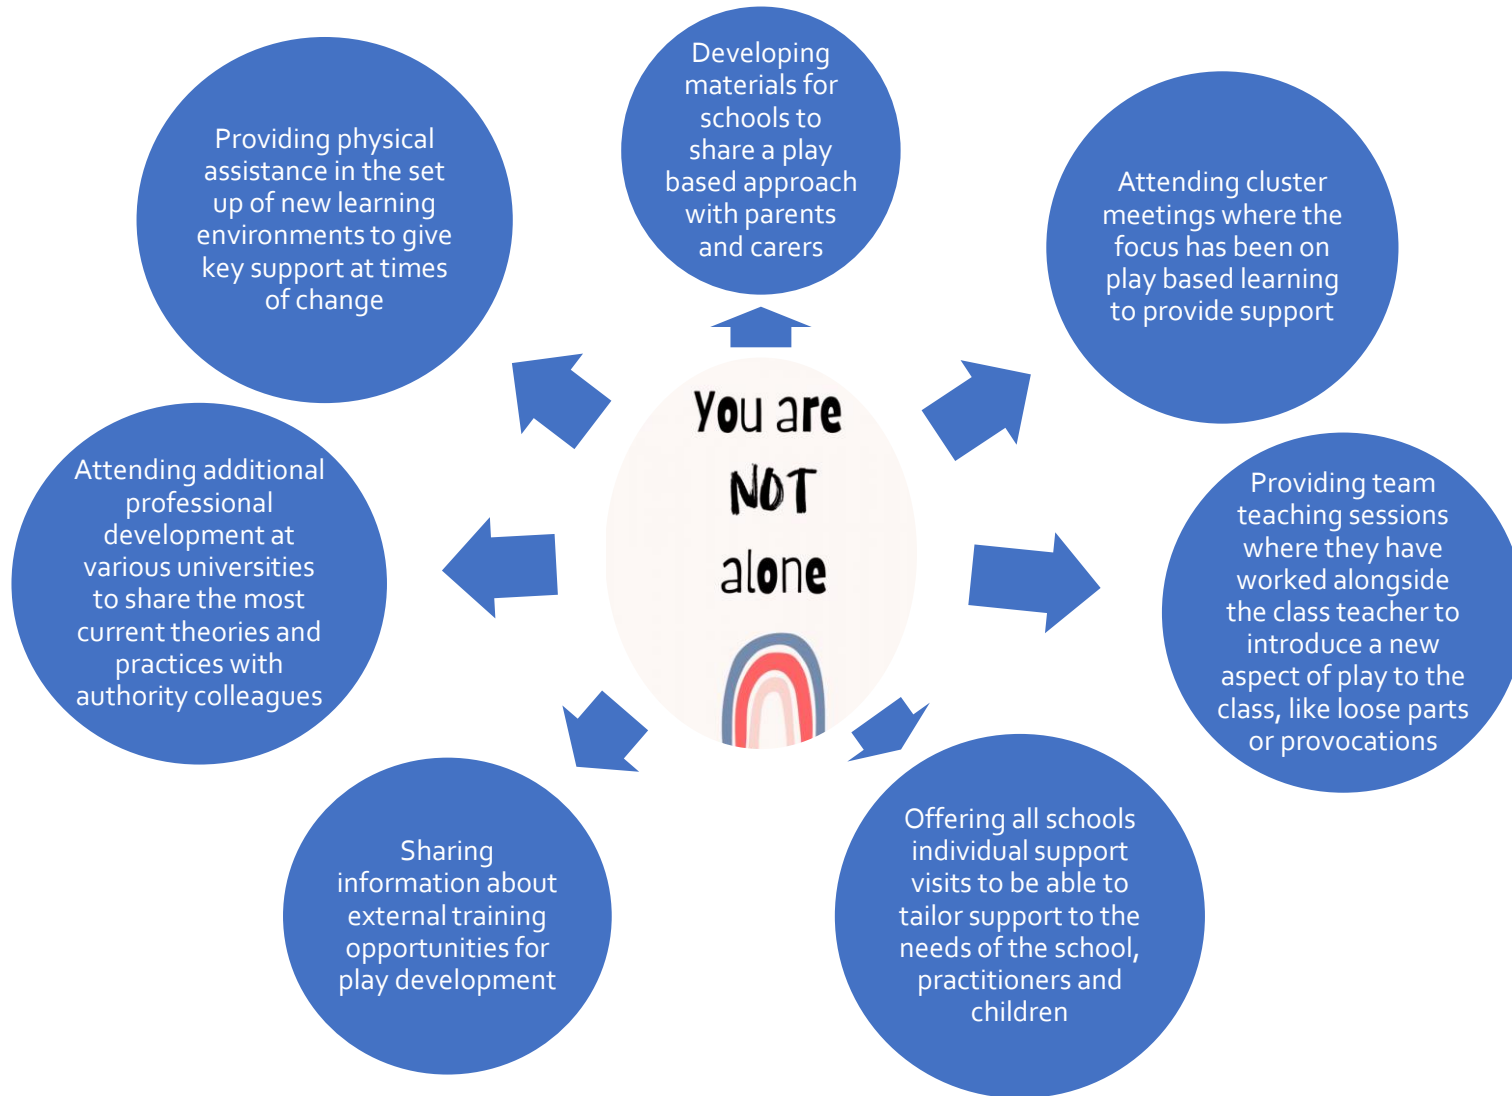 Developing
materials for
schools to
share a play
based approach
with parents
and carers
Attending cluster
meetings where the
focus has been on
play based learning
to provide support
Providing team
teaching sessions
where they have
worked alongside
the class teacher to
introduce a new
aspect of play to the
class, like loose parts
or provocations
Offering all schools
individual support
visits to be able to
tailor support to the
needs of the school,
practitioners and
children
Sharing
information about
external training
opportunities for
play development
Attending additional
professional
development at
various universities
to share the most
current theories and
practices with
authority colleagues
Providing physical
assistance in the set
up of new learning
environments to give
key support at times
of change
You are
NOT
alone